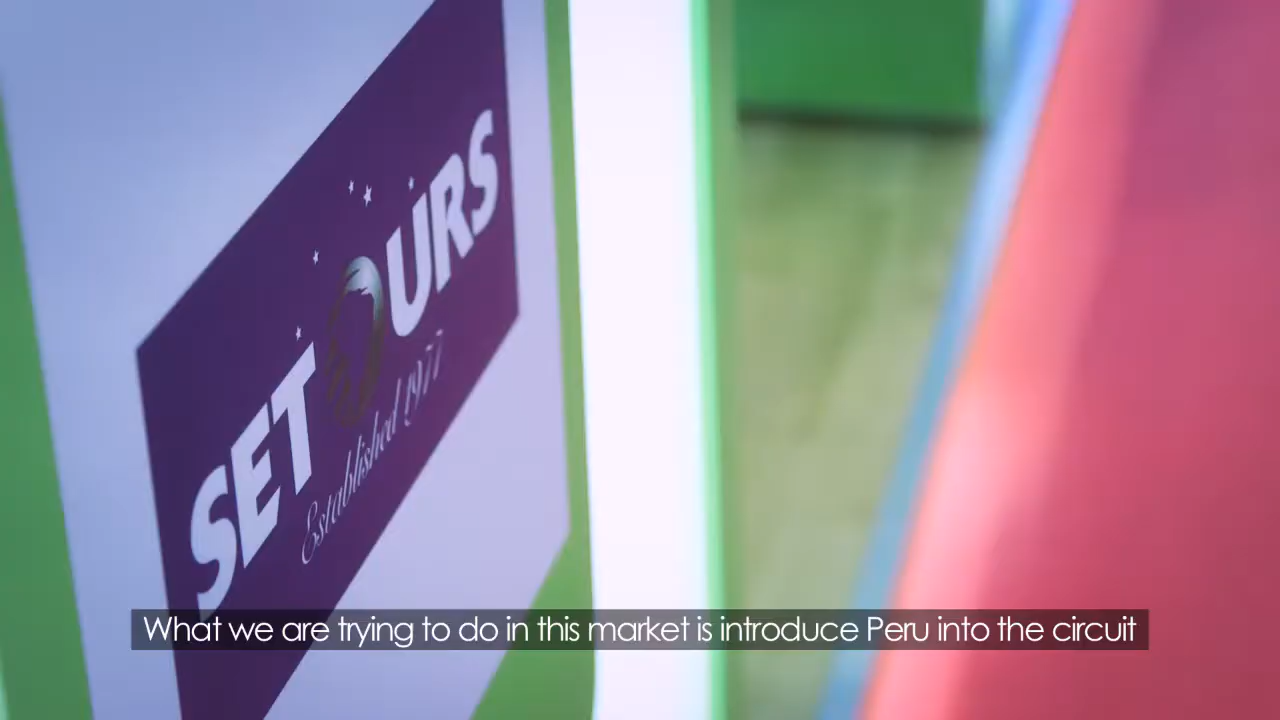 SETOURS
Established 1977
What we are trying to do in this market is introduce Peru into the circuit